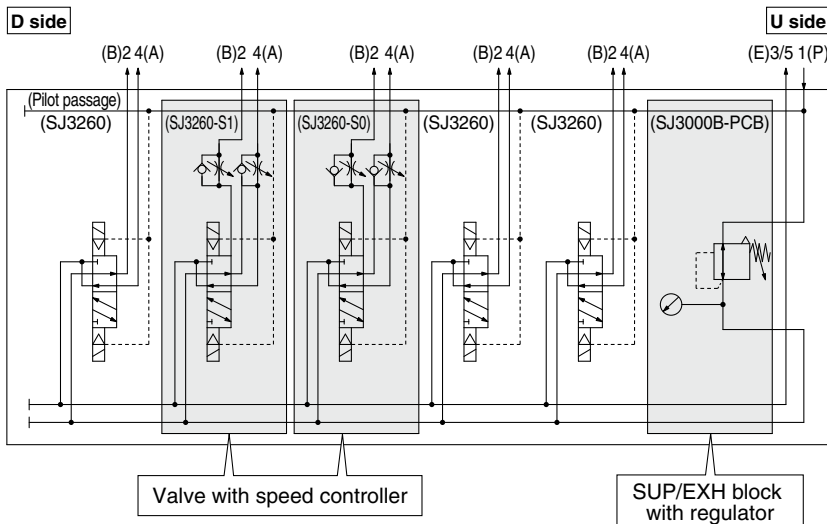 D side
U side
(B)2 4(A)
(B)2 4(A)
(B)2 4(A)
(B)2 4(A)
(B)2 4(A)
(E)3/5 1(P)
(Pilot passage)
(SJ3260)
(SJ3260-S1)
(SJ3260-S0)
(SJ3260)
(SJ3260)
(SJ3000B-PCB)
Valve with speed controller
SUP/EXH block
with regulator